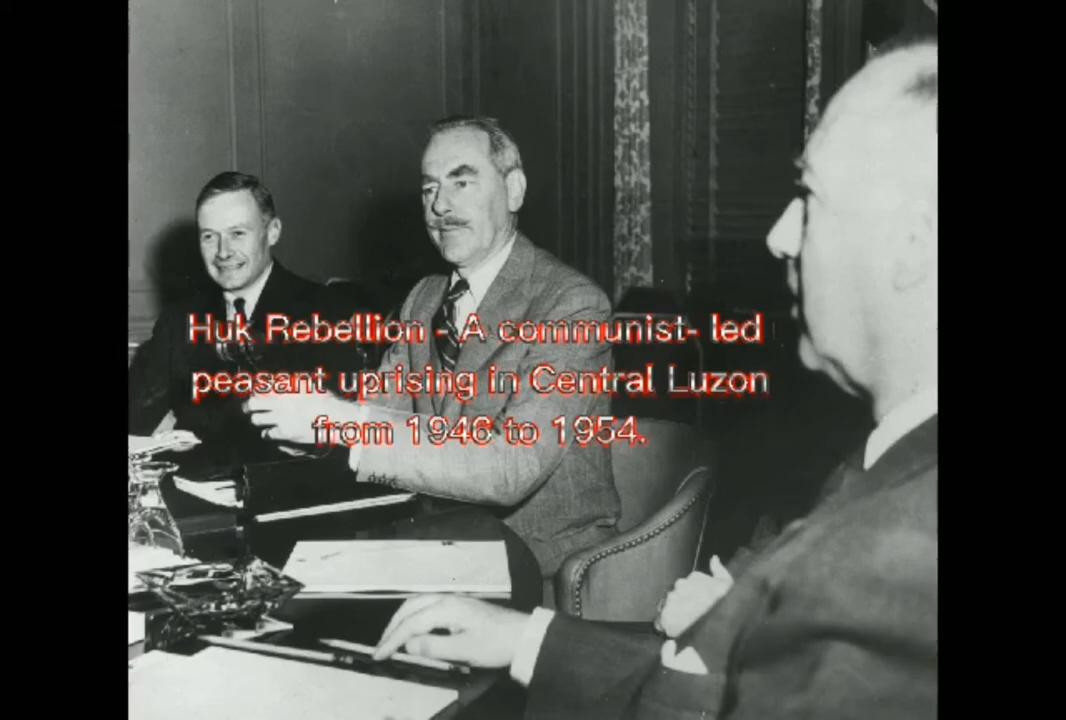 Huk Rebellion - A communist- led
peasant uprising in Central Luzon
from 1946 to 1954.